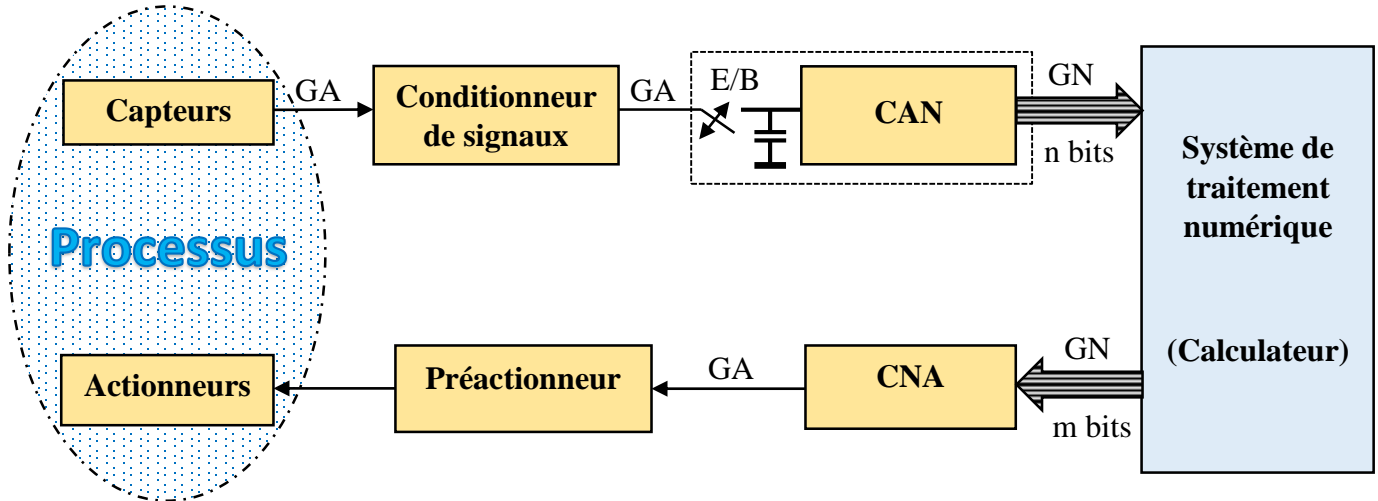 Capteurs
GA
Conditionneur
de signaux
GA
E/B
CAN
GN
n bits
Système de
traitement
numérique
(Calculateur)
Processus
Actionneurs
Préactionneur
GA
CNA
GN
m bits